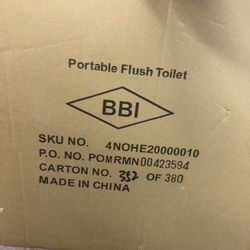 Portable Flush Toilet
BBI
SKU NO. 4NOHE20000010
P.O. NO. POMRMN00423594
CARTON NO. 352 OF 380
MADE IN CHINA